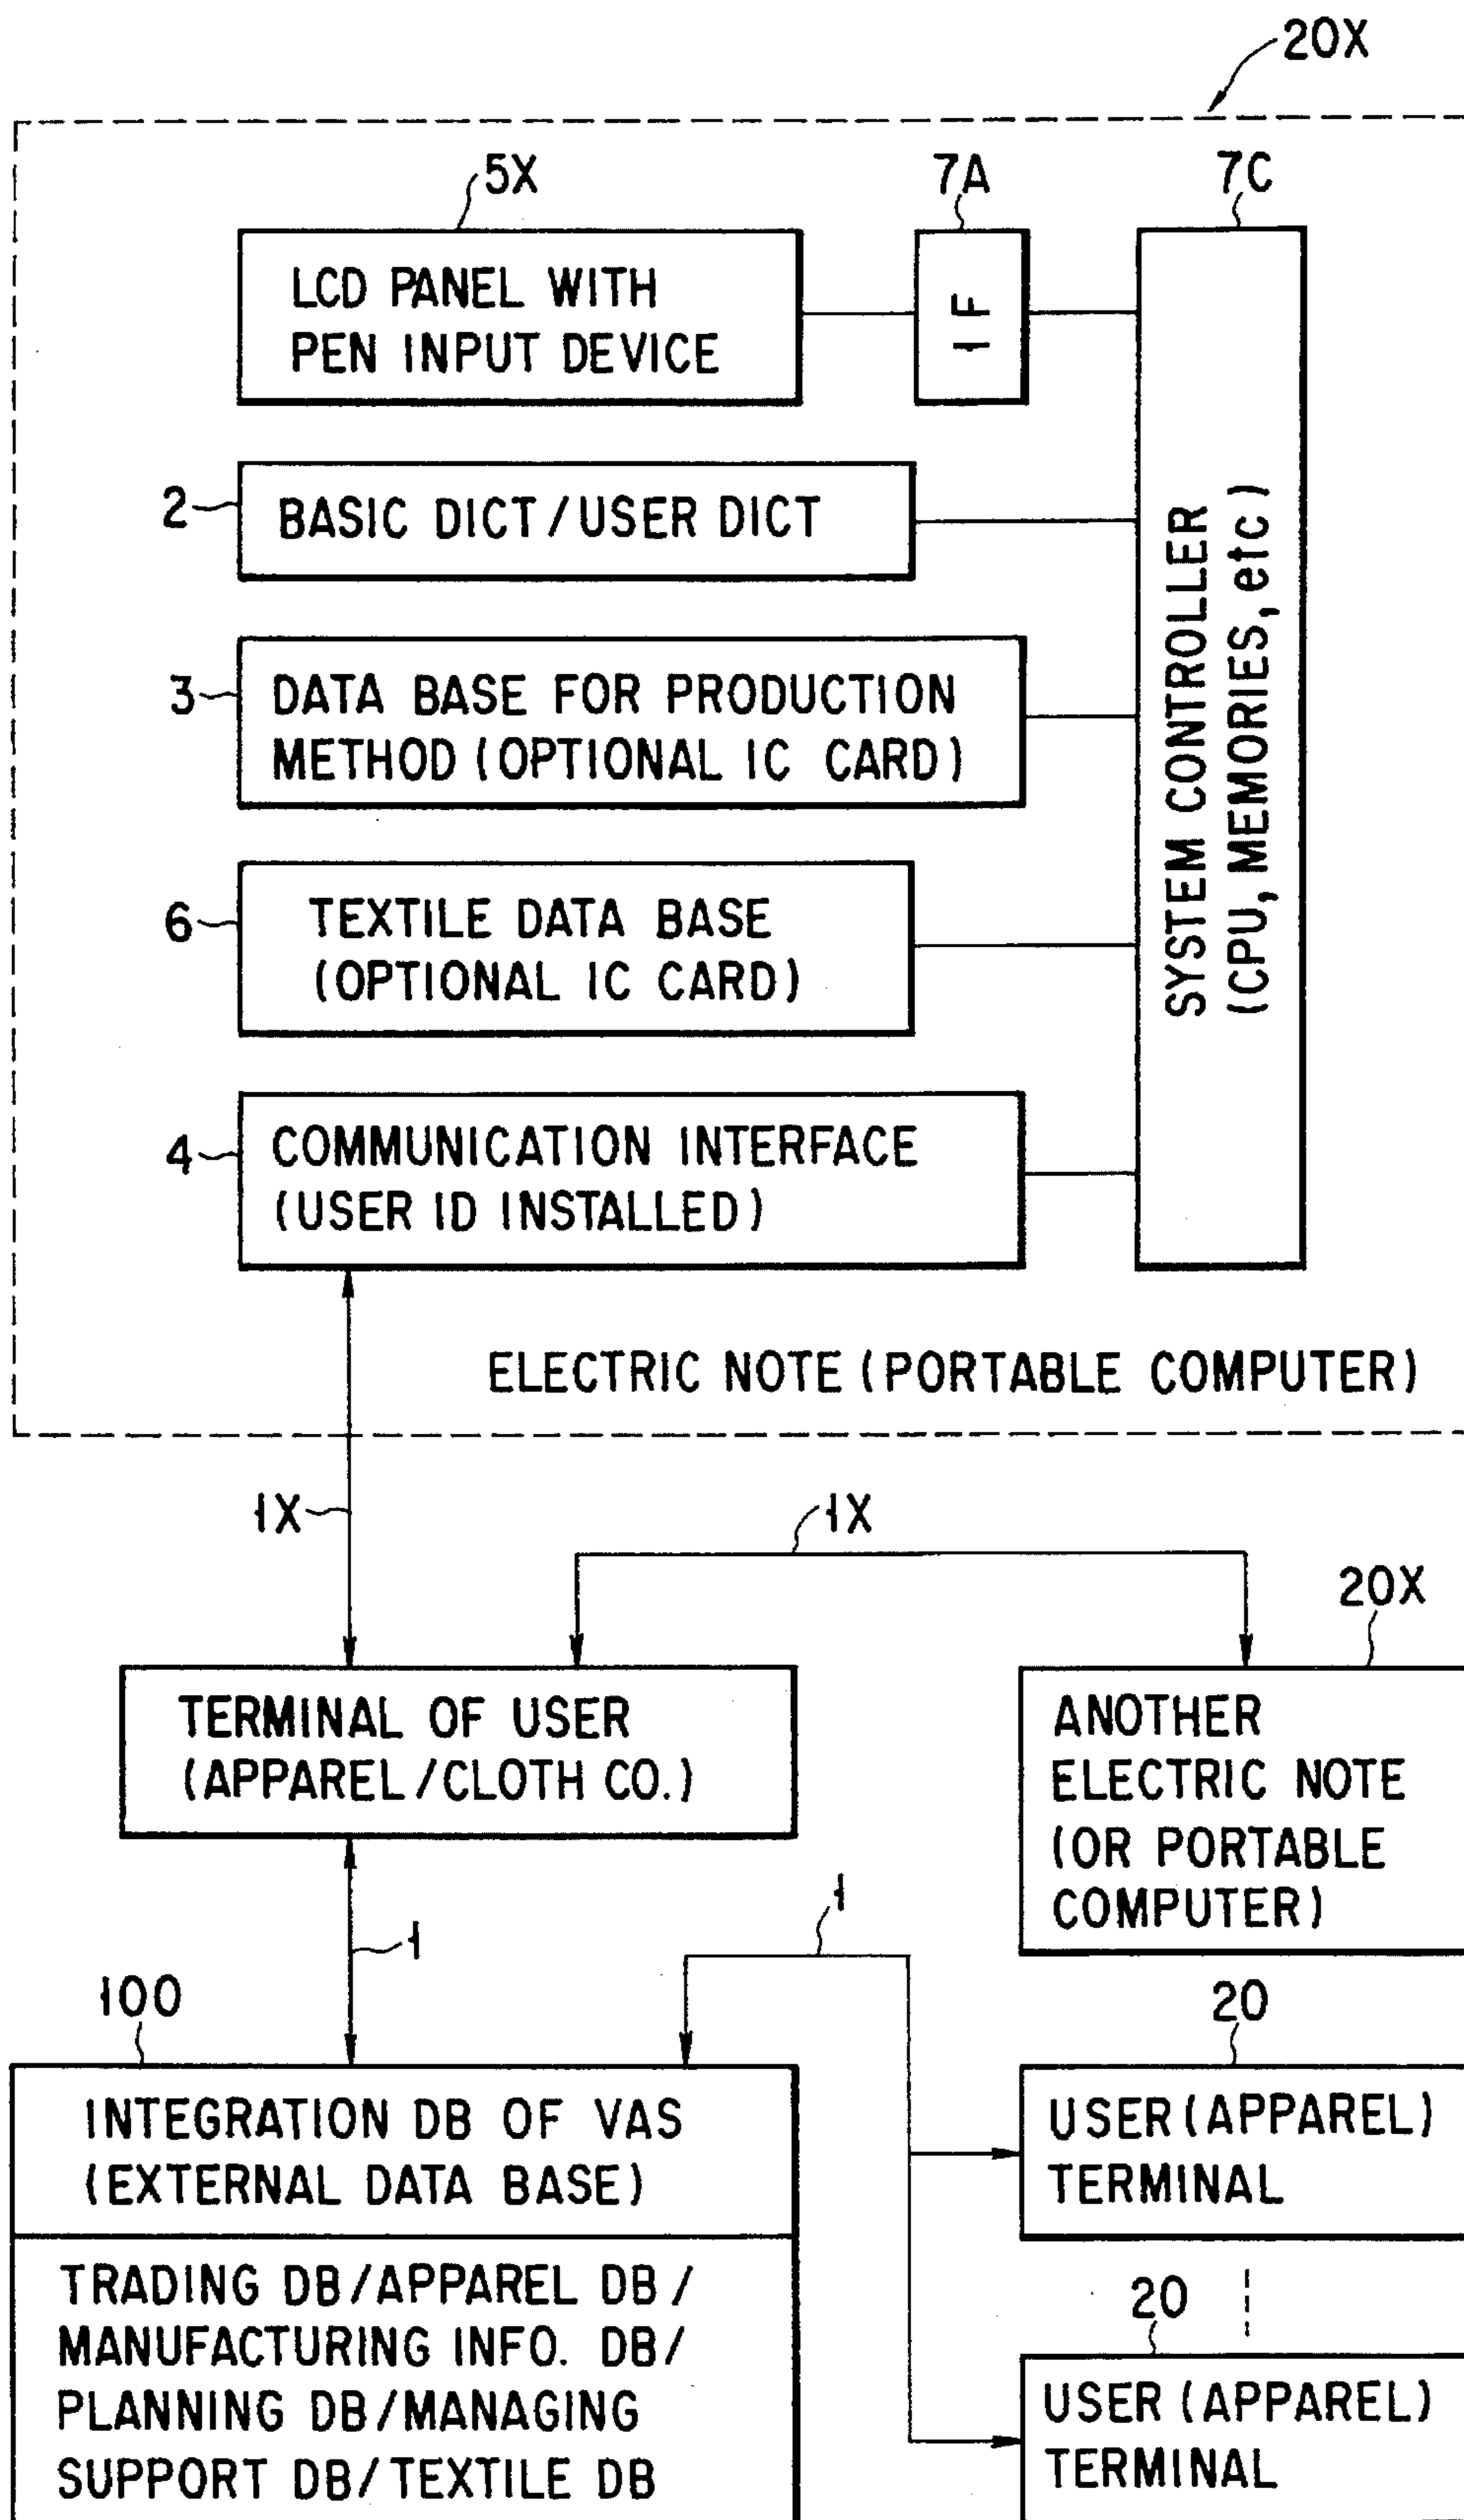 20X
5X
7A
7C
LCD PANEL WITH
PEN INPUT DEVICE
IF
2
BASIC DICT/USER DICT
3
DATA BASE FOR PRODUCTION
METHOD (OPTIONAL IC CARD)
6
TEXTILE DATA BASE
(OPTIONAL IC CARD)
4
COMMUNICATION INTERFACE
(USER ID INSTALLED)
SYSTEM CONTROLLER
(CPU, MEMORIES, etc)
ELECTRIC NOTE (PORTABLE COMPUTER)
1X
1X
20X
TERMINAL OF USER
(APPAREL/CLOTH CO.)
ANOTHER
ELECTRIC NOTE
(OR PORTABLE
COMPUTER)
1
1
100
20
INTEGRATION DB OF VAS
(EXTERNAL DATA BASE)
USER (APPAREL)
TERMINAL
TRADING DB/APPAREL DB/
MANUFACTURING INFO. DB/
PLANNING DB/MANAGING
SUPPORT DB/TEXTILE DB
20
USER (APPAREL)
TERMINAL